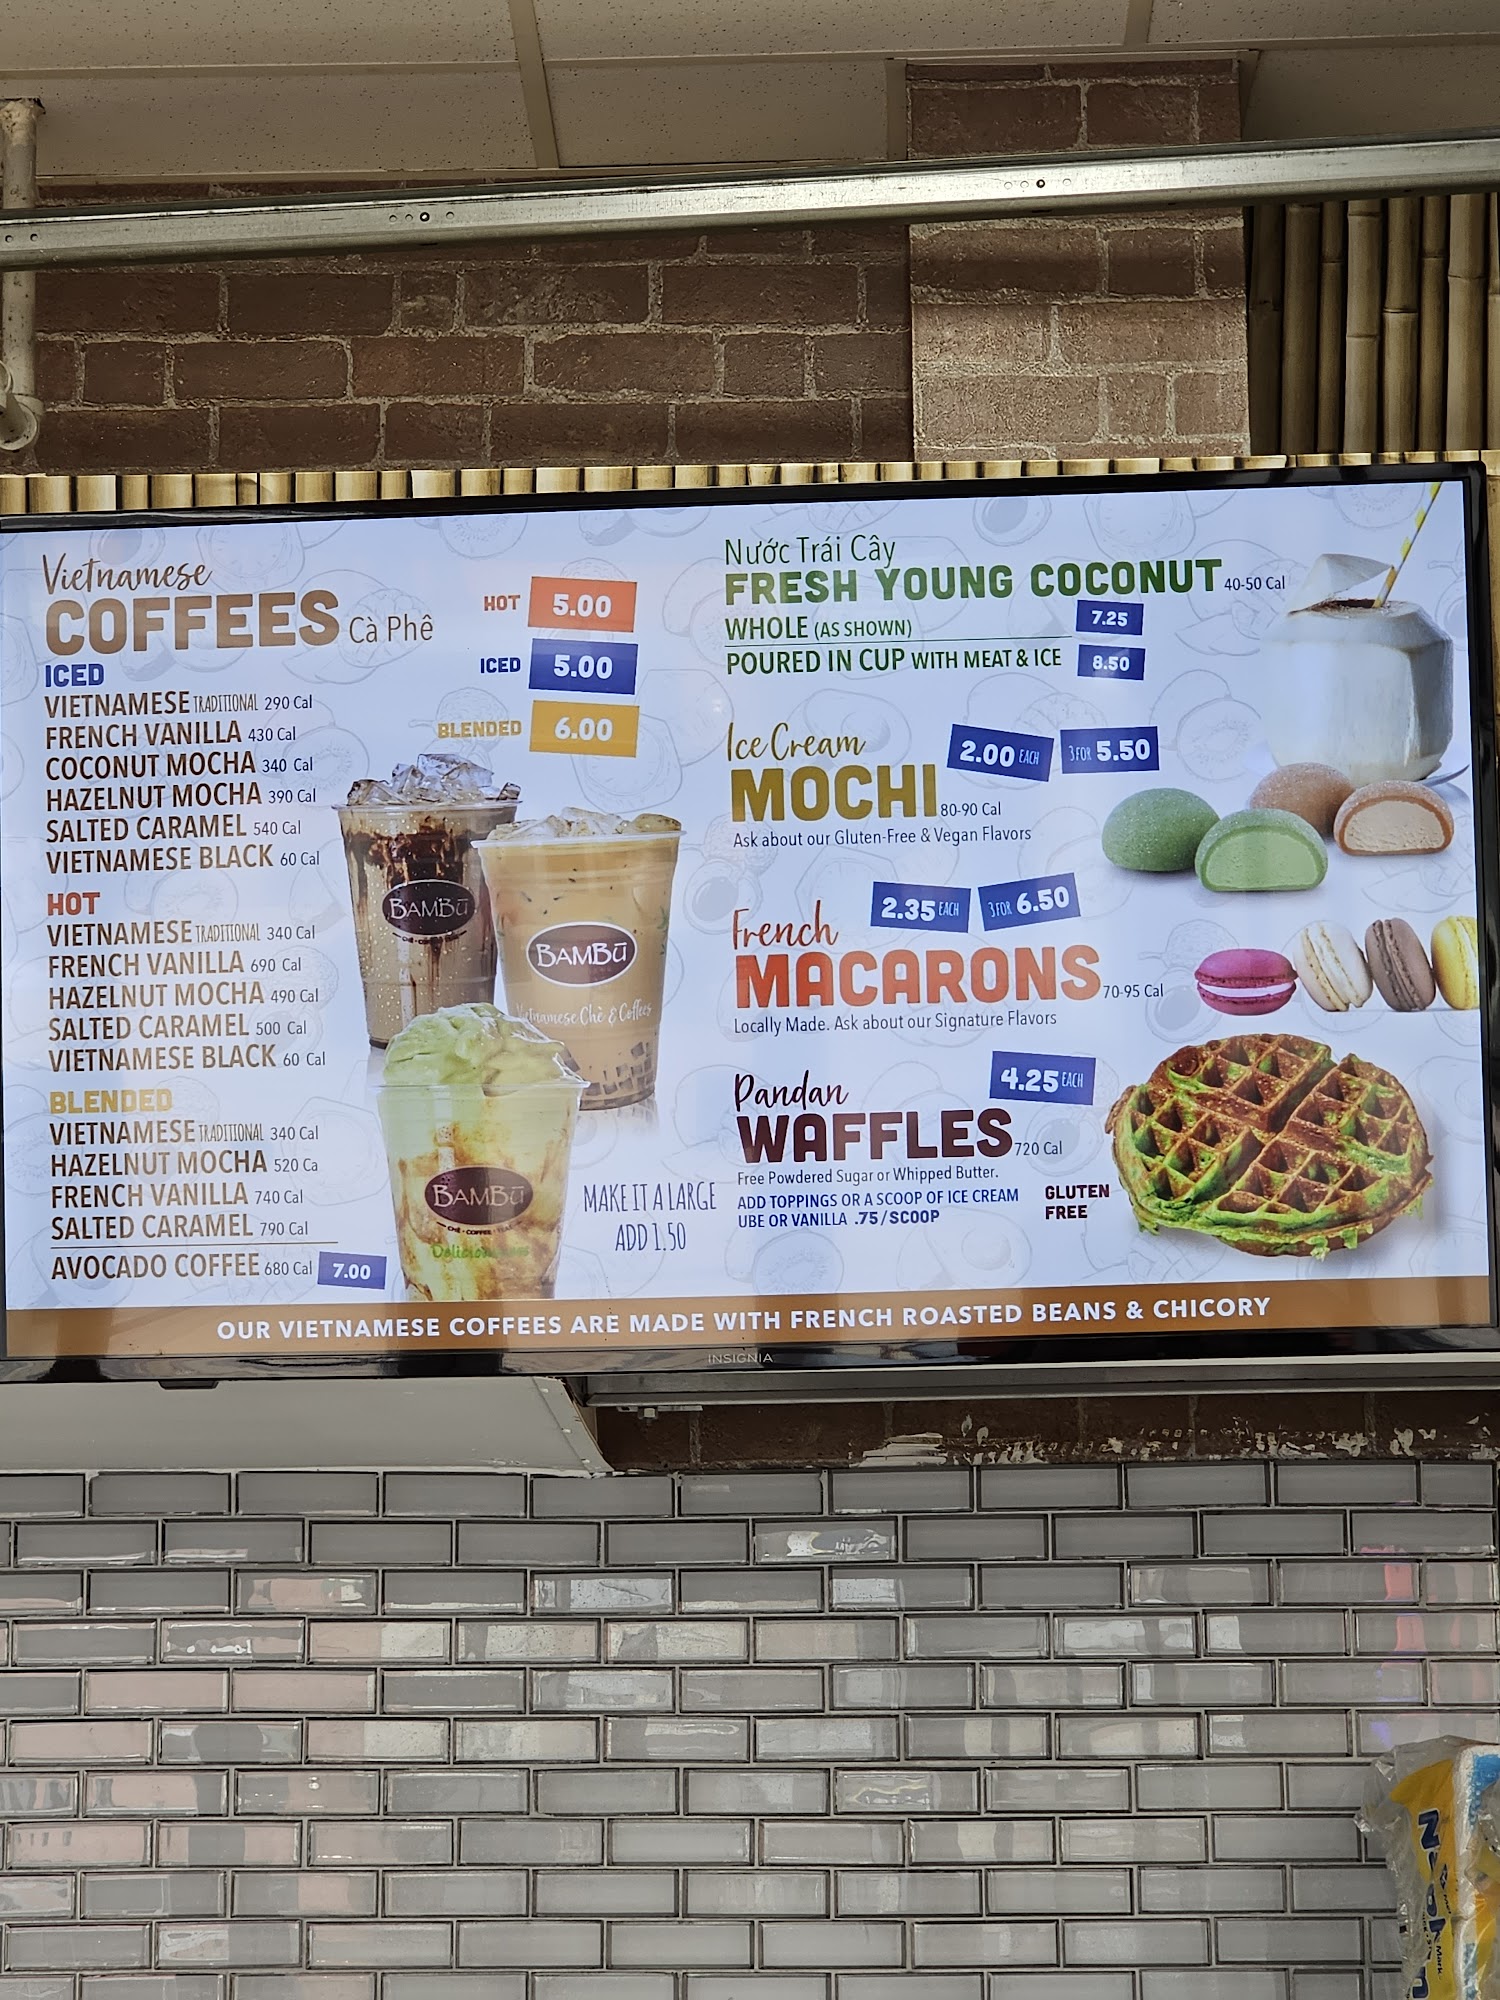 Vietnamese
COFFEES Cà Phê
HOT 5.00
ICED 5.00
BLENDED 6.00
ICED
VIETNAMESE TRADITIONAL 290 Cal
FRENCH VANILLA 430 Cal
COCONUT MOCHA 340 Cal
HAZELNUT MOCHA 390 Cal
SALTED CARAMEL 540 Cal
VIETNAMESE BLACK 60 Cal
HOT
VIETNAMESE TRADITIONAL 340 Cal
FRENCH VANILLA 690 Cal
HAZELNUT MOCHA 490 Cal
SALTED CARAMEL 500 Cal
VIETNAMESE BLACK 60 Cal
BLENDED
VIETNAMESE TRADITIONAL 340 Cal
HAZELNUT MOCHA 520 Ca
FRENCH VANILLA 740 Cal
SALTED CARAMEL 790 Cal
AVOCADO COFFEE 680 Cal 7.00
BAMBŪ
BAMBŪ
Vietnamese Chè & Coffees
BAMBŪ
MAKE IT A LARGE
ADD 1.50
Nước Trái Cây
FRESH YOUNG COCONUT 40-50 Cal
WHOLE (AS SHOWN) 7.25
POURED IN CUP WITH MEAT & ICE 8.50
Ice Cream
MOCHI 80-90 Cal
2.00 EACH 3 FOR 5.50
Ask about our Gluten-Free & Vegan Flavors
French
MACARONS 70-95 Cal
2.35 EACH 3 FOR 6.50
Locally Made. Ask about our Signature Flavors
Pandan
WAFFLES 720 Cal
4.25 EACH
Free Powdered Sugar or Whipped Butter.
ADD TOPPINGS OR A SCOOP OF ICE CREAM
UBE OR VANILLA .75/SCOOP
GLUTEN
FREE
OUR VIETNAMESE COFFEES ARE MADE WITH FRENCH ROASTED BEANS & CHICORY
INSIGNIA